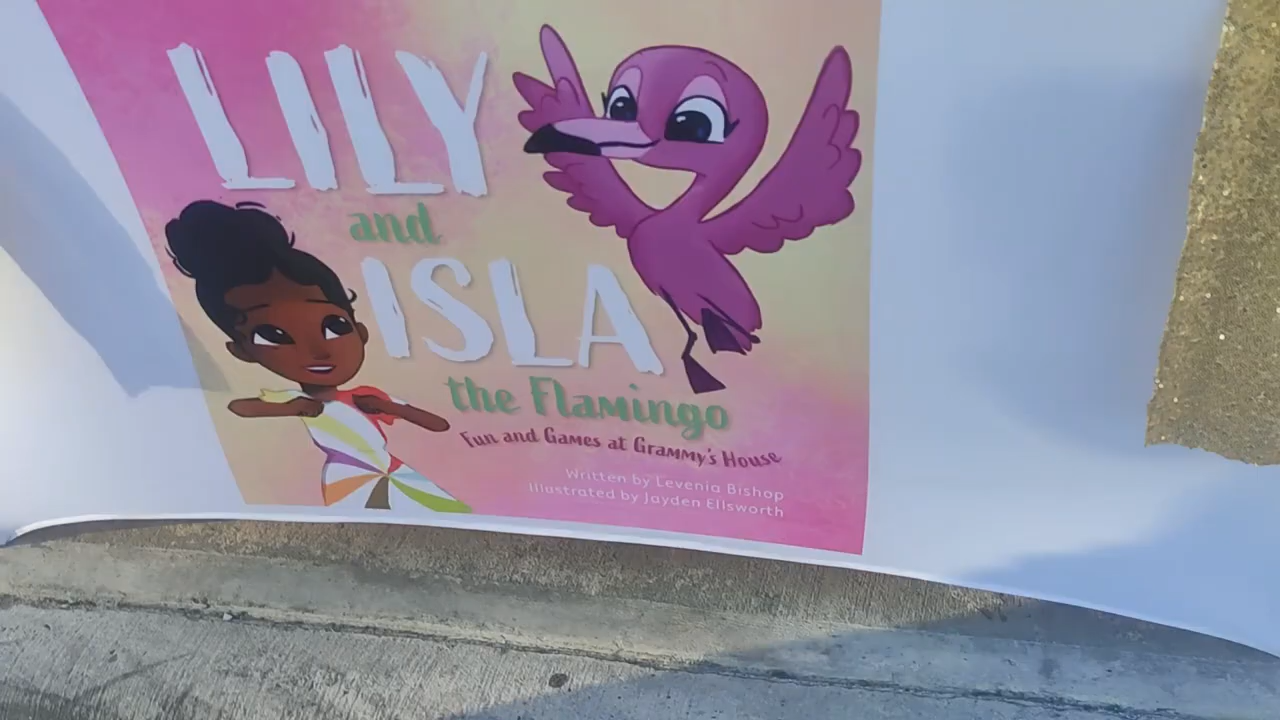 LILY
and
ISLA
the Flamingo
Fun and Games at Grammy's House
Written by Levenia Bishop
Illustrated by Jayden Ellsworth